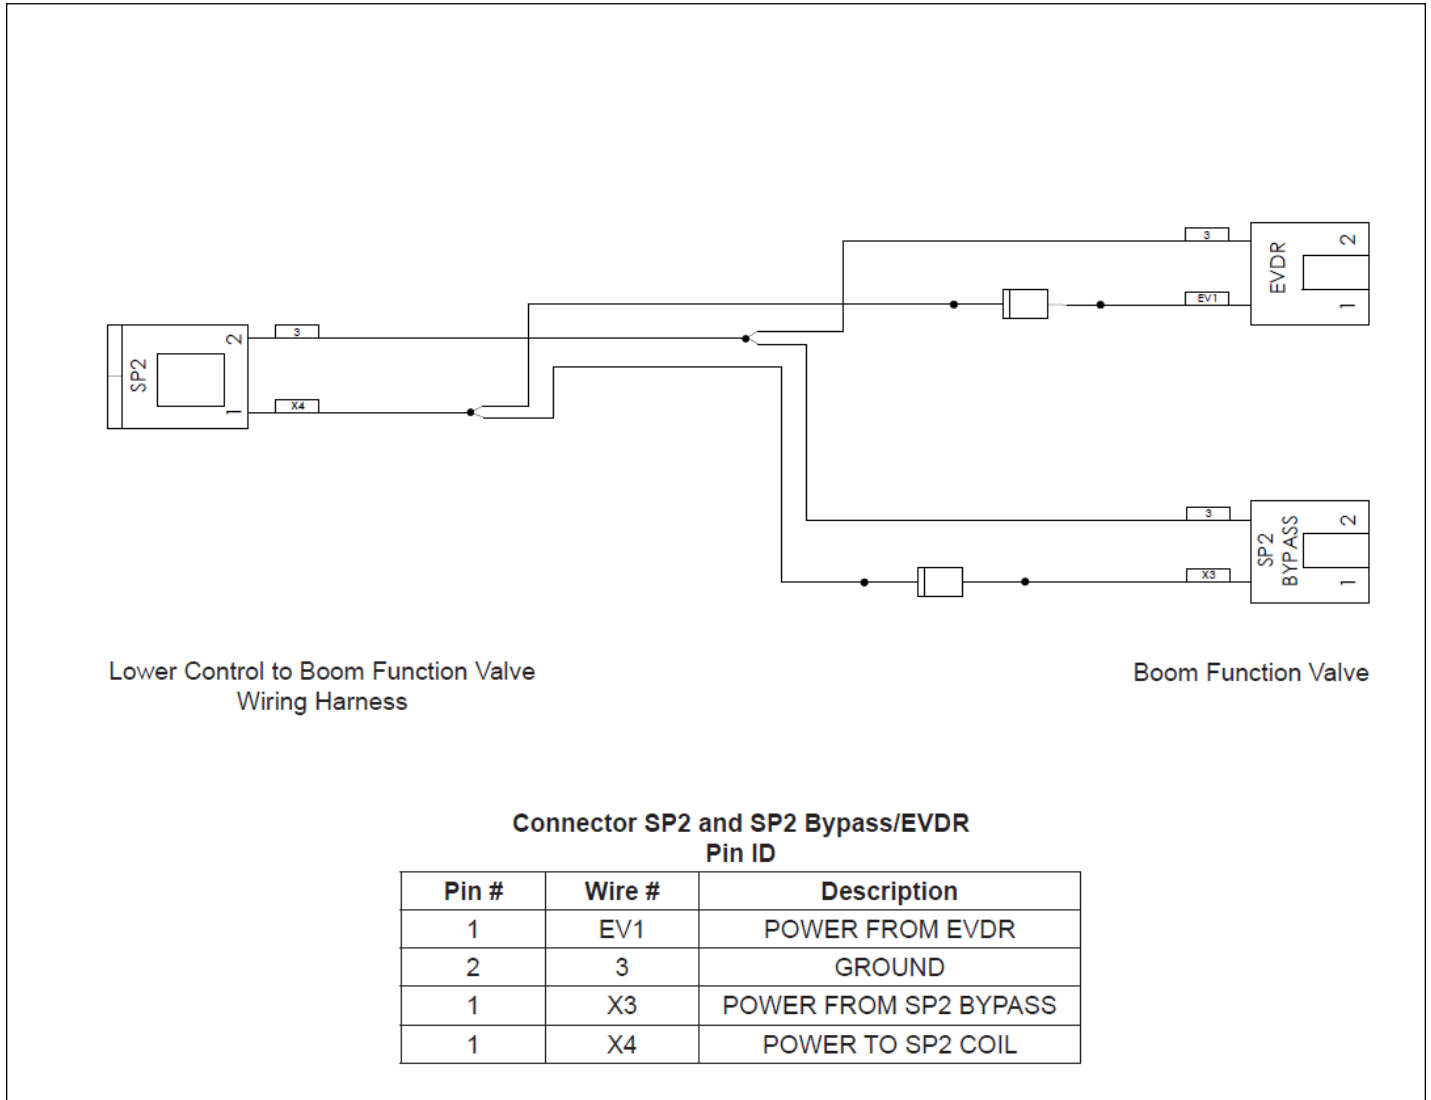 3
2
EVDR
EV1
1
3
2
SP2
X4
1
3
2
SP2
BYPASS
X3
1
Lower Control to Boom Function Valve
Wiring Harness
Boom Function Valve
Connector SP2 and SP2 Bypass/EVDR
Pin ID
Pin # Wire # Description
1 EV1 POWER FROM EVDR
2 3 GROUND
1 X3 POWER FROM SP2 BYPASS
1 X4 POWER TO SP2 COIL